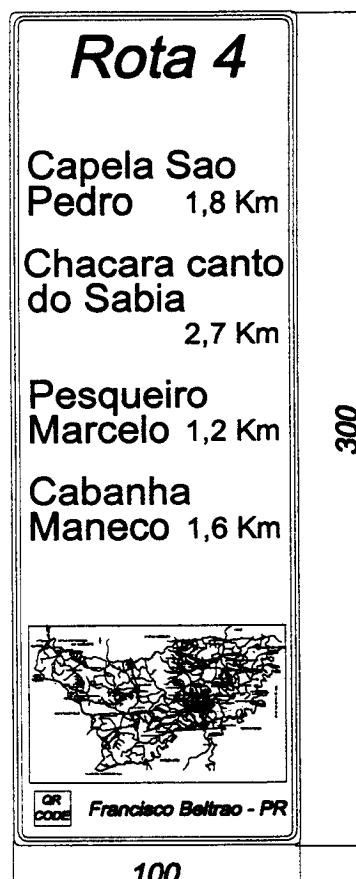 Rota 4
Capela Sao
Pedro 1,8 Km
Chacara canto
do Sabia
2,7 Km
Pesqueiro
Marcelo 1,2 Km
Cabanha
Maneco 1,6 Km
300
QR
CODE
Francisco Beltrao - PR
100